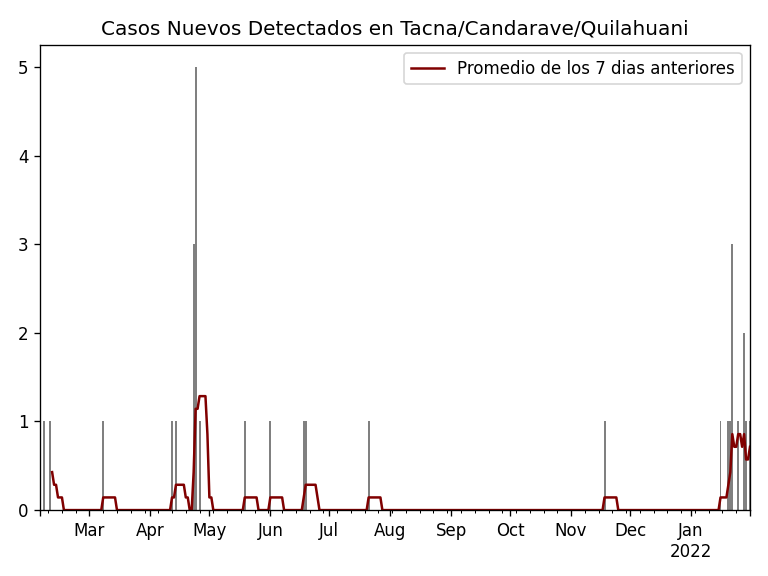 Casos Nuevos Detectados en Tacna/Candarave/Quilahuani
Promedio de los 7 dias anteriores
5
4
3
2
1
0
Mar Apr May Jun Jul Aug Sep Oct Nov Dec Jan
2022